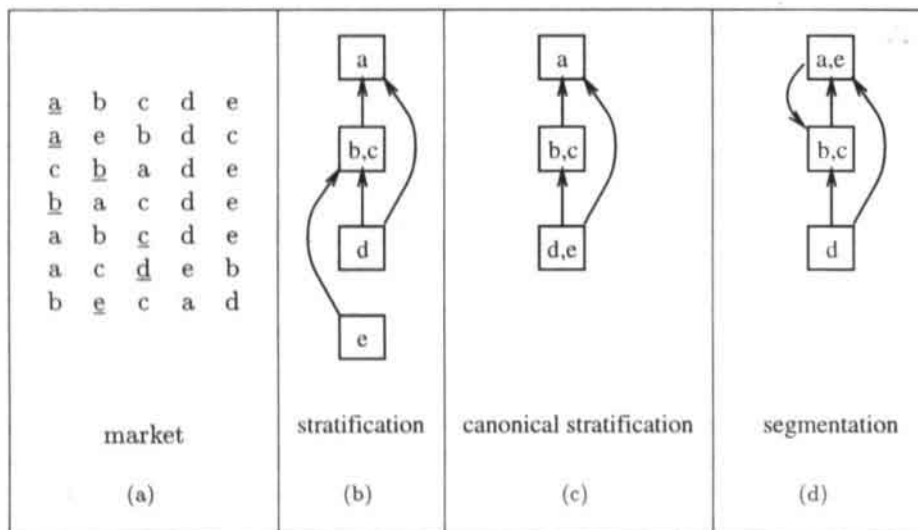 a b c d e
a e b d c
c b a d e
b a c d e
a b c d e
a c d e b
b e c a d
market
(a)
a
b,c
d
e
stratification
(b)
a
b,c
d,e
canonical stratification
(c)
a,e
b,c
d
segmentation
(d)